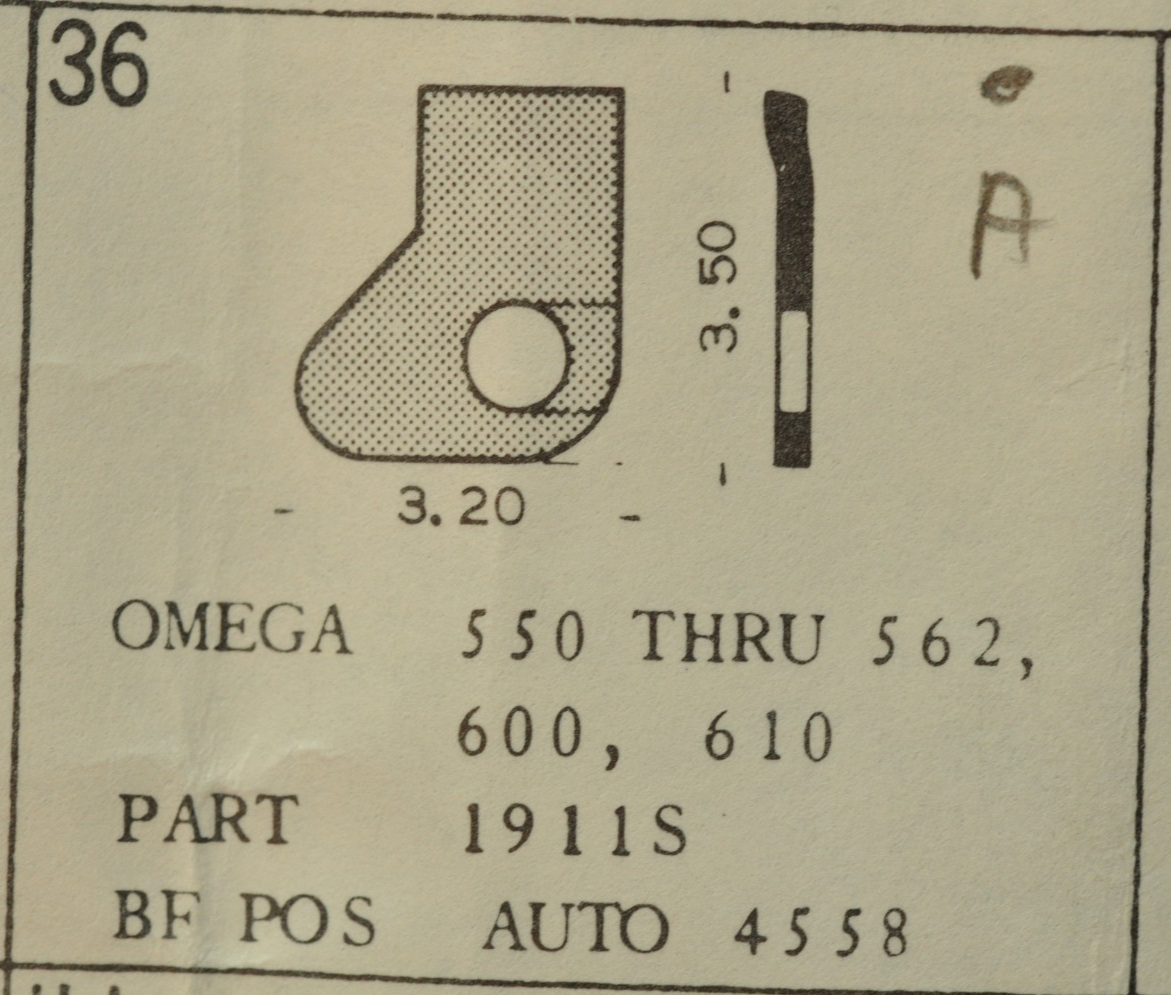 36
A
3.50
3.20
OMEGA 550 THRU 562,
600, 610
PART 1911S
BF POS AUTO 4558